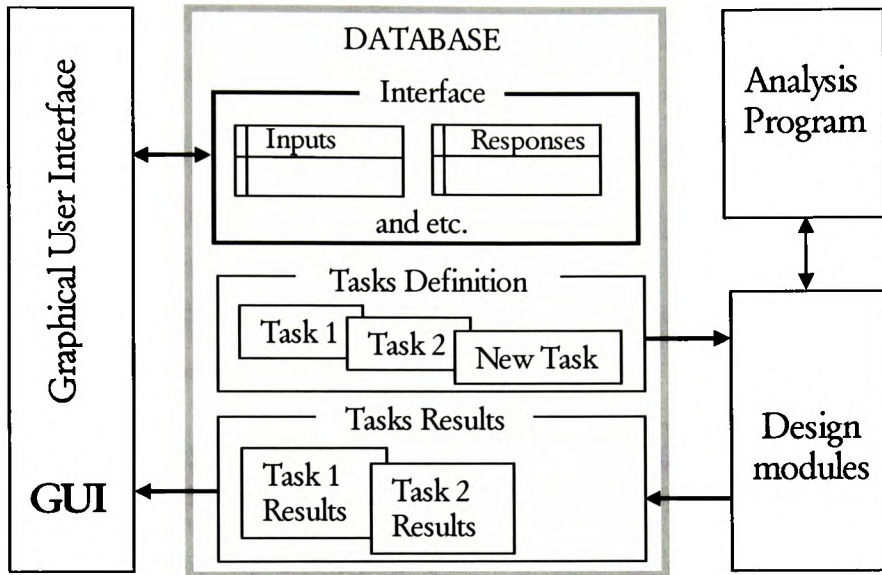 Graphical User Interface
GUI
DATABASE
Interface
Inputs
Responses
and etc.
Tasks Definition
Task 1
Task 2
New Task
Tasks Results
Task 1
Results
Task 2
Results
Analysis
Program
Design
modules